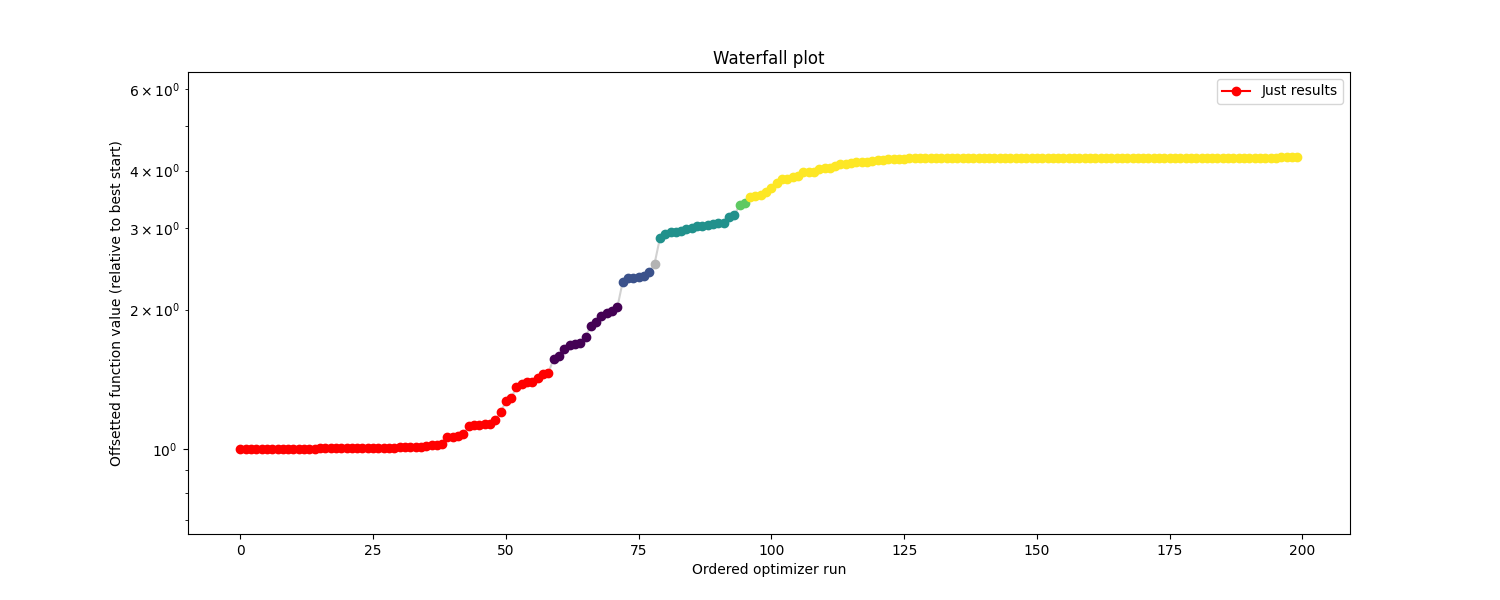 Waterfall plot
Offsetted function value (relative to best start)
6 × 10⁰
4 × 10⁰
3 × 10⁰
2 × 10⁰
10⁰
Just results
0 25 50 75 100 125 150 175 200
Ordered optimizer run